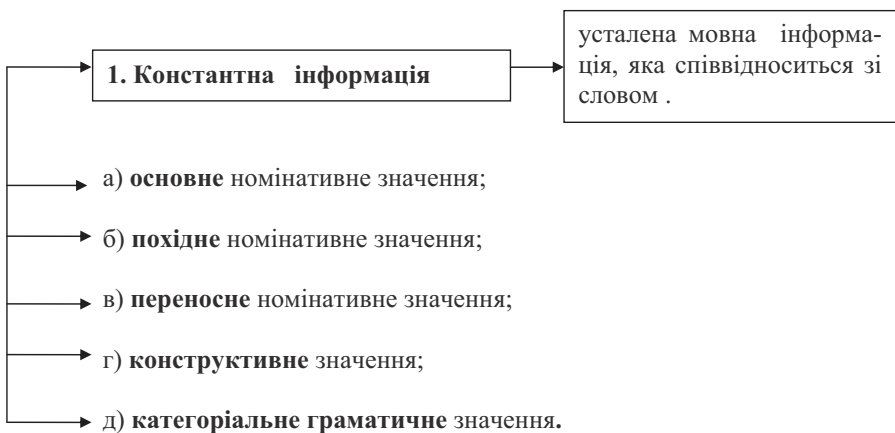 1. Константна інформація
усталена мовна інформа-
ція, яка співвідноситься зі
словом .
а) основне номінативне значення;
б) похідне номінативне значення;
в) переносне номінативне значення;
г) конструктивне значення;
д) категоріальне граматичне значення.